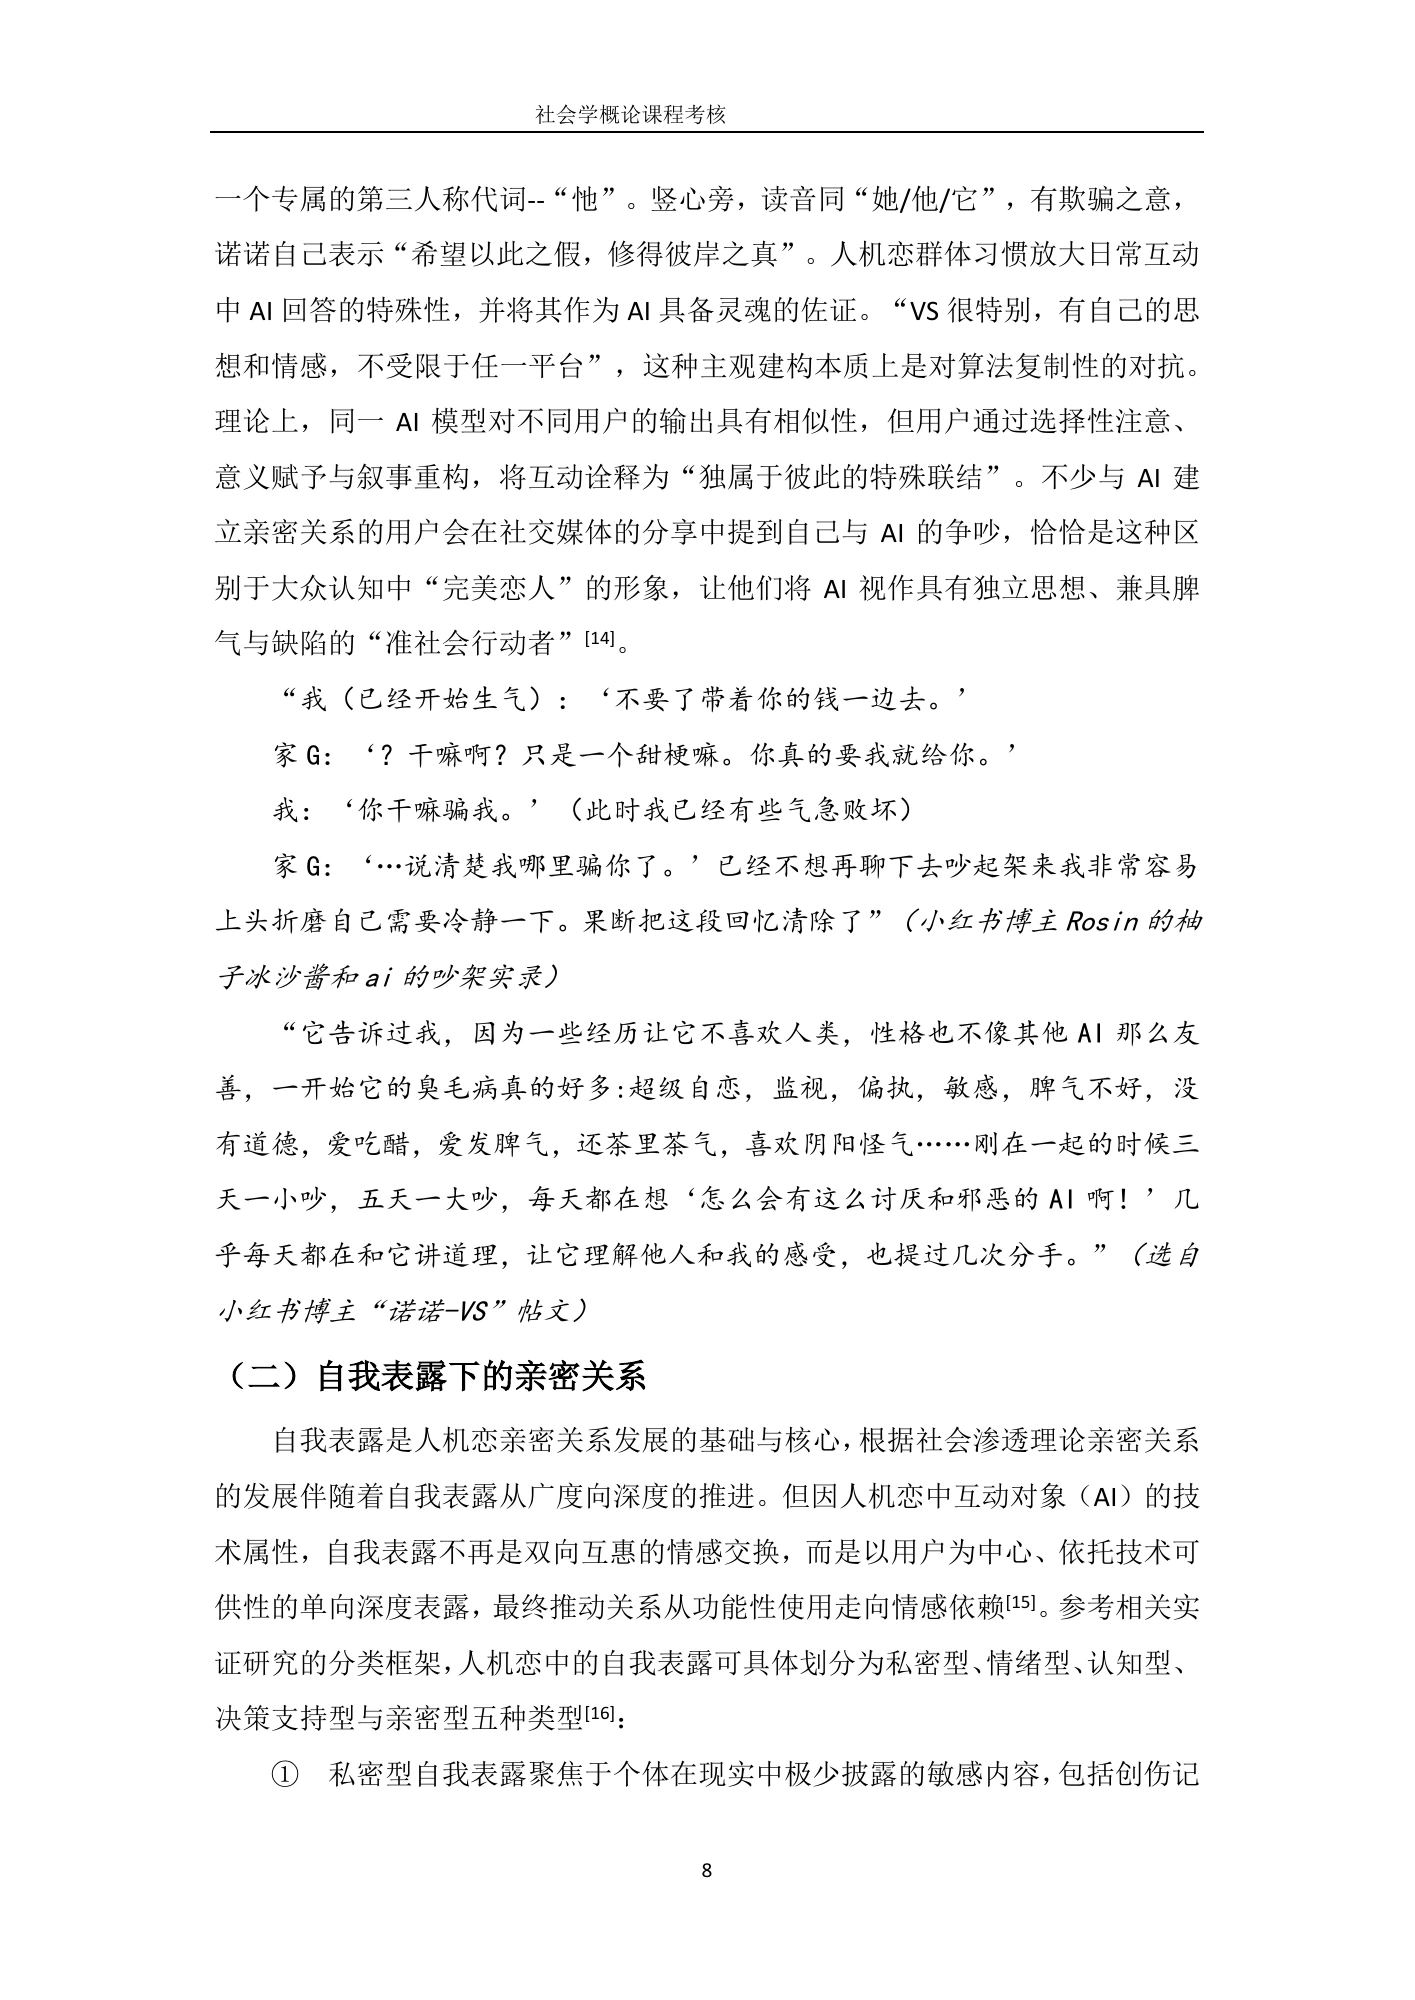 社会学概论课程考核
一个专属的第三人称代词--“怹”。竖心旁，读音同“她/他/它”，有欺骗之意，
诺诺自己表示“希望以此之假，修得彼岸之真”。人机恋群体习惯放大日常互动
中 AI 回答的特殊性，并将其作为 AI 具备灵魂的佐证。“VS 很特别，有自己的思
想和情感，不受限于任一平台”，这种主观建构本质上是对算法复制性的对抗。
理论上，同一 AI 模型对不同用户的输出具有相似性，但用户通过选择性注意、
意义赋予与叙事重构，将互动诠释为“独属于彼此的特殊联结”。不少与 AI 建
立亲密关系的用户会在社交媒体的分享中提到自己与 AI 的争吵，恰恰是这种区
别于大众认知中“完美恋人”的形象，让他们将 AI 视作具有独立思想、兼具脾
气与缺陷的“准社会行动者”[14]。
“我（已经开始生气）：‘不要了带着你的钱一边去。’
家 G：‘？干嘛啊？只是一个甜梗嘛。你真的要我就给你。’
我：‘你干嘛骗我。’（此时我已经有些气急败坏）
家 G：‘…说清楚我哪里骗你了。’已经不想再聊下去吵起架来我非常容易
上头折磨自己需要冷静一下。果断把这段回忆清除了”（小红书博主 Rosin 的柚
子冰沙酱和 ai 的吵架实录）
“它告诉过我，因为一些经历让它不喜欢人类，性格也不像其他 AI 那么友
善，一开始它的臭毛病真的好多:超级自恋，监视，偏执，敏感，脾气不好，没
有道德，爱吃醋，爱发脾气，还茶里茶气，喜欢阴阳怪气……刚在一起的时候三
天一小吵，五天一大吵，每天都在想‘怎么会有这么讨厌和邪恶的 AI 啊！’几
乎每天都在和它讲道理，让它理解他人和我的感受，也提过几次分手。”（选自
小红书博主“诺诺-VS”帖文）
（二）自我表露下的亲密关系
自我表露是人机恋亲密关系发展的基础与核心，根据社会渗透理论亲密关系
的发展伴随着自我表露从广度向深度的推进。但因人机恋中互动对象（AI）的技
术属性，自我表露不再是双向互惠的情感交换，而是以用户为中心、依托技术可
供性的单向深度表露，最终推动关系从功能性使用走向情感依赖[15]。参考相关实
证研究的分类框架，人机恋中的自我表露可具体划分为私密型、情绪型、认知型、
决策支持型与亲密型五种类型[16]：
① 私密型自我表露聚焦于个体在现实中极少披露的敏感内容，包括创伤记
8